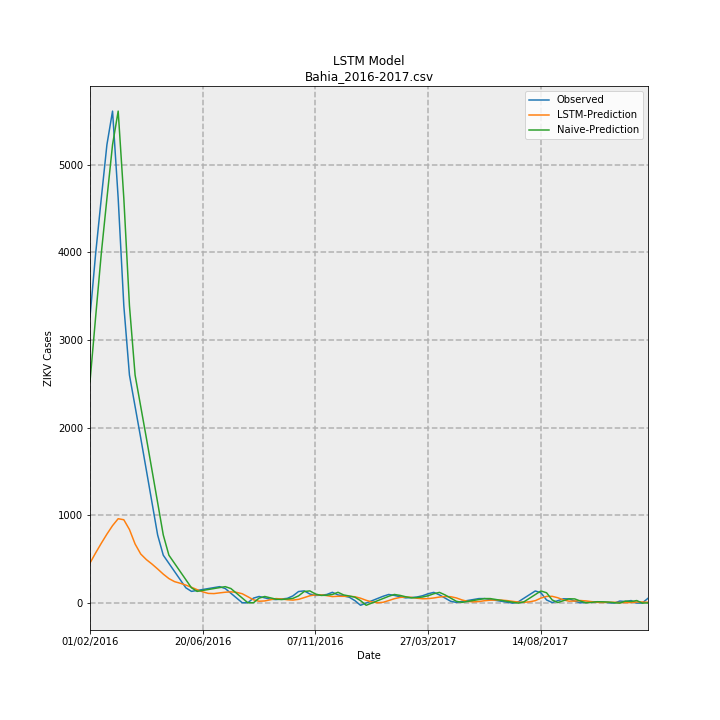 LSTM Model
Bahia_2016-2017.csv
Observed
LSTM-Prediction
Naive-Prediction
ZIKV Cases
5000
4000
3000
2000
1000
0
01/02/2016 20/06/2016 07/11/2016 27/03/2017 14/08/2017
Date